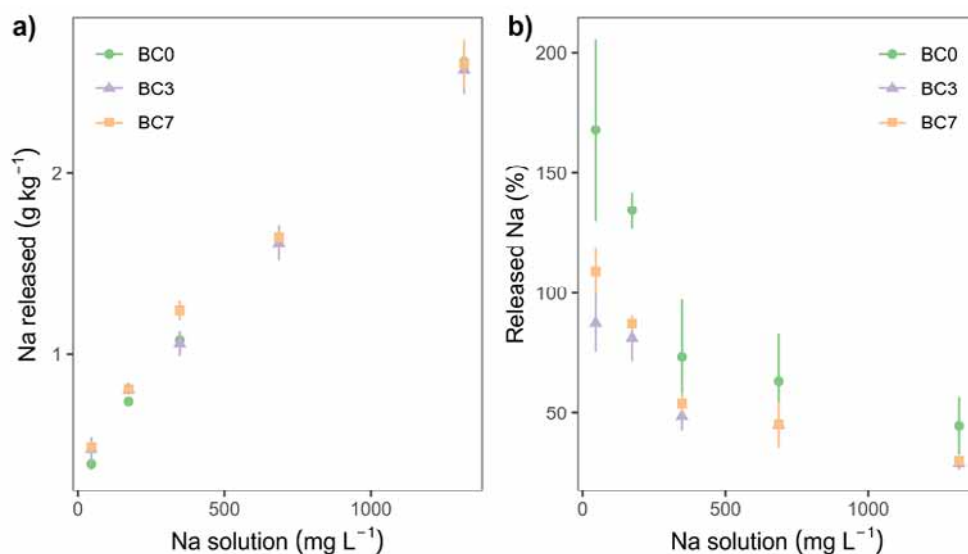 a)
BC0
BC3
BC7
2
1
Na released (g kg⁻¹)
0
500
1000
Na solution (mg L⁻¹)
b)
BC0
BC3
BC7
200
150
100
50
Released Na (%)
0
500
1000
Na solution (mg L⁻¹)